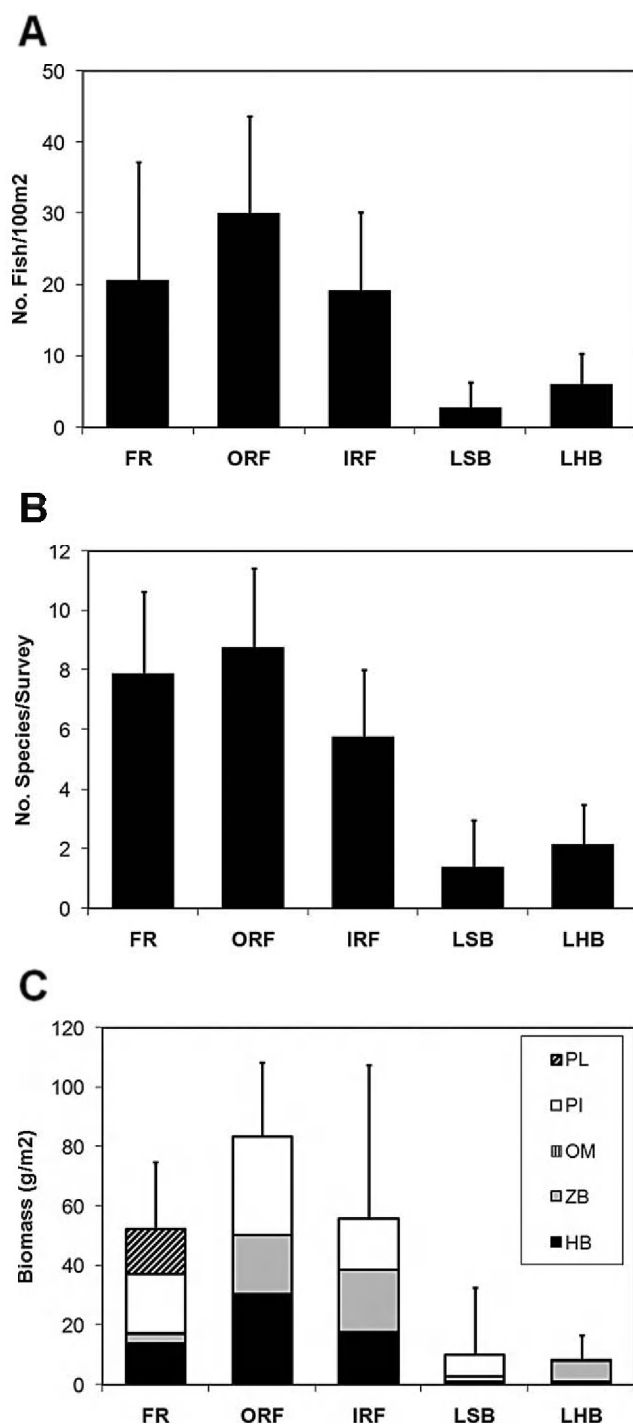 A
No. Fish/100m2
50
40
30
20
10
0
FR ORF IRF LSB LHB
B
No. Species/Survey
12
10
8
6
4
2
0
FR ORF IRF LSB LHB
C
Biomass (g/m2)
120
100
80
60
40
20
0
PL
PI
OM
ZB
HB
FR ORF IRF LSB LHB